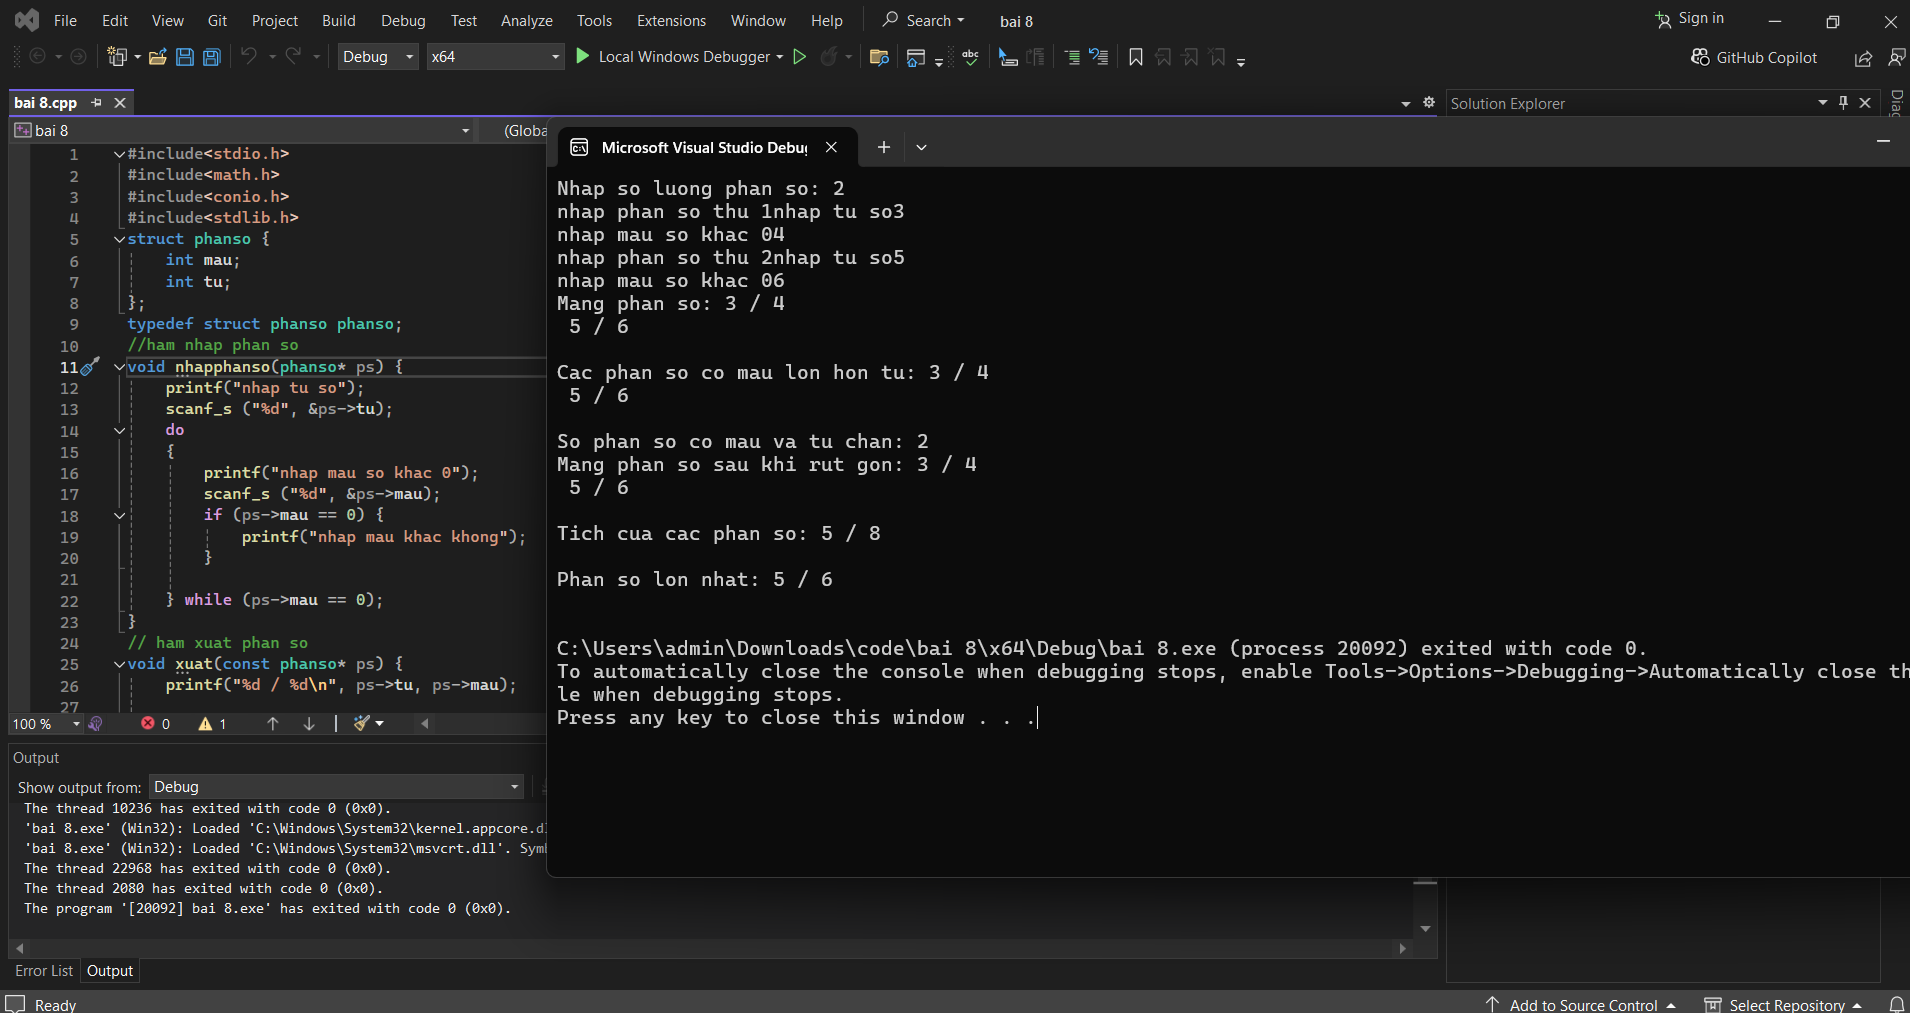 File Edit View Git Project Build Debug Test Analyze Tools Extensions Window Help Search bai 8 Sign in
Debug x64 Local Windows Debugger abc GitHub Copilot
bai 8.cpp
Solution Explorer
bai 8
(Globa
Microsoft Visual Studio Debu
1 #include<stdio.h>
2 #include<math.h>
3 #include<conio.h>
4 #include<stdlib.h>
5 struct phanso {
6 int mau;
7 int tu;
8 };
9 typedef struct phanso phanso;
10 //ham nhap phan so
11 void nhapphanso(phanso* ps) {
12 printf("nhap tu so");
13 scanf_s ("%d", &ps->tu);
14 do
15 {
16 printf("nhap mau so khac 0");
17 scanf_s ("%d", &ps->mau);
18 if (ps->mau == 0) {
19 printf("nhap mau khac khong");
20 }
21
22 } while (ps->mau == 0);
23 }
24 // ham xuat phan so
25 void xuat(const phanso* ps) {
26 printf("%d / %d\n", ps->tu, ps->mau);
27
100 % 0 1
Nhap so luong phan so: 2
nhap phan so thu 1nhap tu so3
nhap mau so khac 04
nhap phan so thu 2nhap tu so5
nhap mau so khac 06
Mang phan so: 3 / 4
5 / 6
Cac phan so co mau lon hon tu: 3 / 4
5 / 6
So phan so co mau va tu chan: 2
Mang phan so sau khi rut gon: 3 / 4
5 / 6
Tich cua cac phan so: 5 / 8
Phan so lon nhat: 5 / 6
C:\Users\admin\Downloads\code\bai 8\x64\Debug\bai 8.exe (process 20092) exited with code 0.
To automatically close the console when debugging stops, enable Tools->Options->Debugging->Automatically close th
le when debugging stops.
Press any key to close this window . . .
Output
Show output from: Debug
The thread 10236 has exited with code 0 (0x0).
'bai 8.exe' (Win32): Loaded 'C:\Windows\System32\kernel.appcore.dl
'bai 8.exe' (Win32): Loaded 'C:\Windows\System32\msvcrt.dll'. Symb
The thread 22968 has exited with code 0 (0x0).
The thread 2080 has exited with code 0 (0x0).
The program '[20092] bai 8.exe' has exited with code 0 (0x0).
Error List Output
Ready
Add to Source Control Select Repository